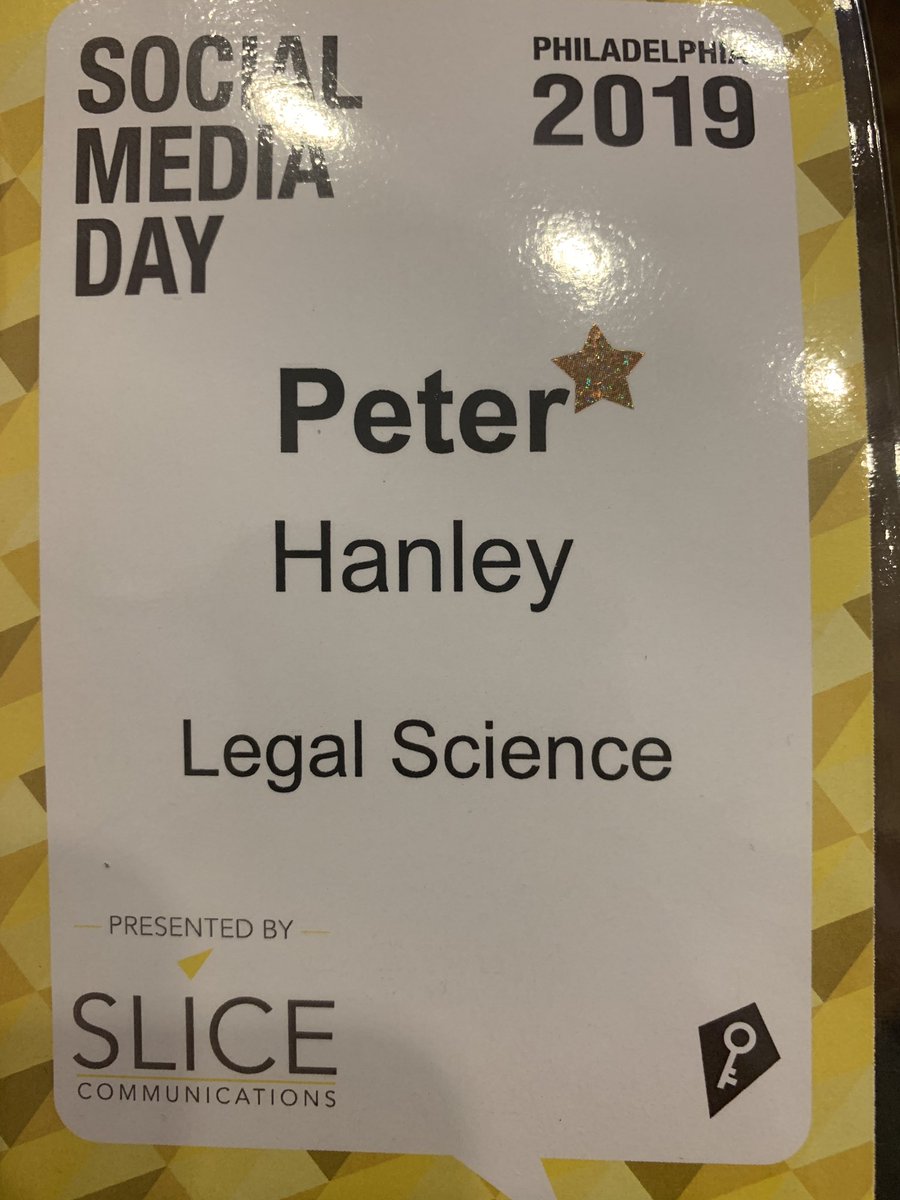 SOCIAL
MEDIA
DAY
PHILADELPHIA
2019
Peter
Hanley
Legal Science
PRESENTED BY
SLICE
COMMUNICATIONS